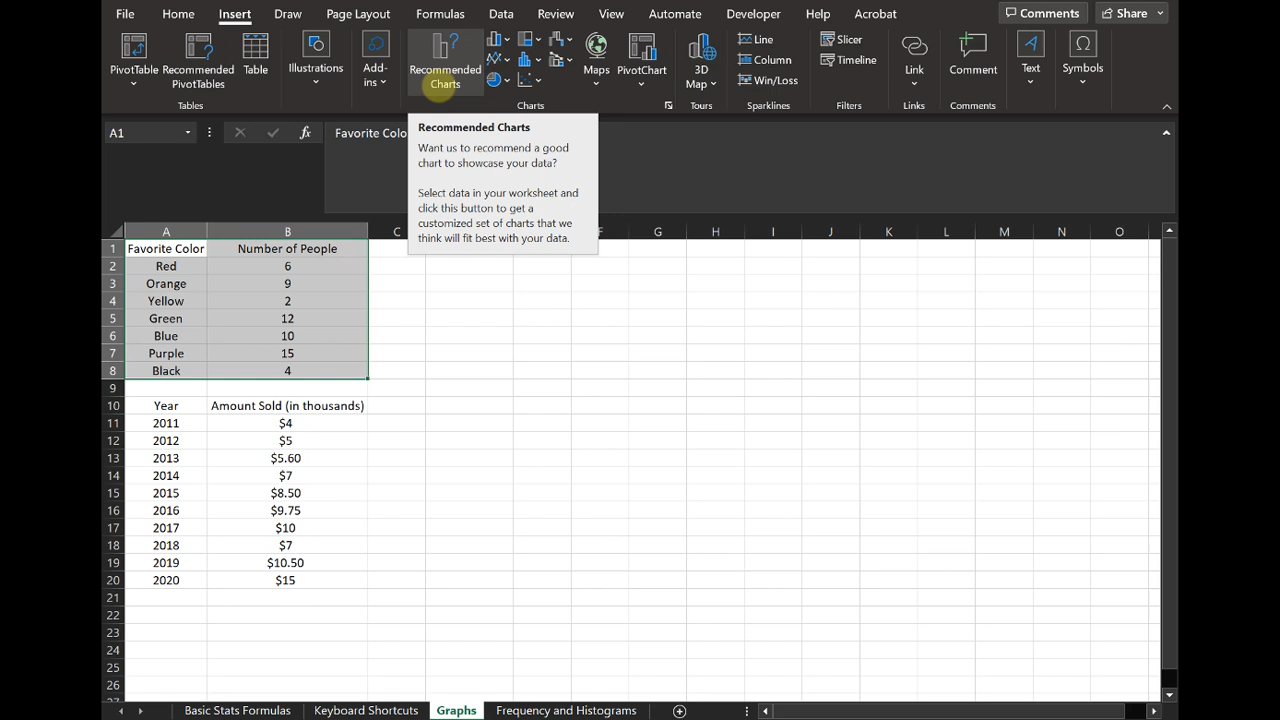 File Home Insert Draw Page Layout Formulas Data Review View Automate Developer Help Acrobat Comments Share
PivotTable Recommended PivotTables Table Illustrations Add-ins Recommended Charts Maps PivotChart 3D Map Line Column Win/Loss Slicer Timeline Link Comment Text Symbols
Tables Charts Tours Sparklines Filters Links Comments
A1 fx Favorite Colo
Recommended Charts
Want us to recommend a good
chart to showcase your data?
Select data in your worksheet and
click this button to get a
customized set of charts that we
think will fit best with your data.
A B C F G H I J K L M N O
1 Favorite Color Number of People
2 Red 6
3 Orange 9
4 Yellow 2
5 Green 12
6 Blue 10
7 Purple 15
8 Black 4
9
10 Year Amount Sold (in thousands)
11 2011 $4
12 2012 $5
13 2013 $5.60
14 2014 $7
15 2015 $8.50
16 2016 $9.75
17 2017 $10
18 2018 $7
19 2019 $10.50
20 2020 $15
21
22
23
24
25
26
Basic Stats Formulas Keyboard Shortcuts Graphs Frequency and Histograms